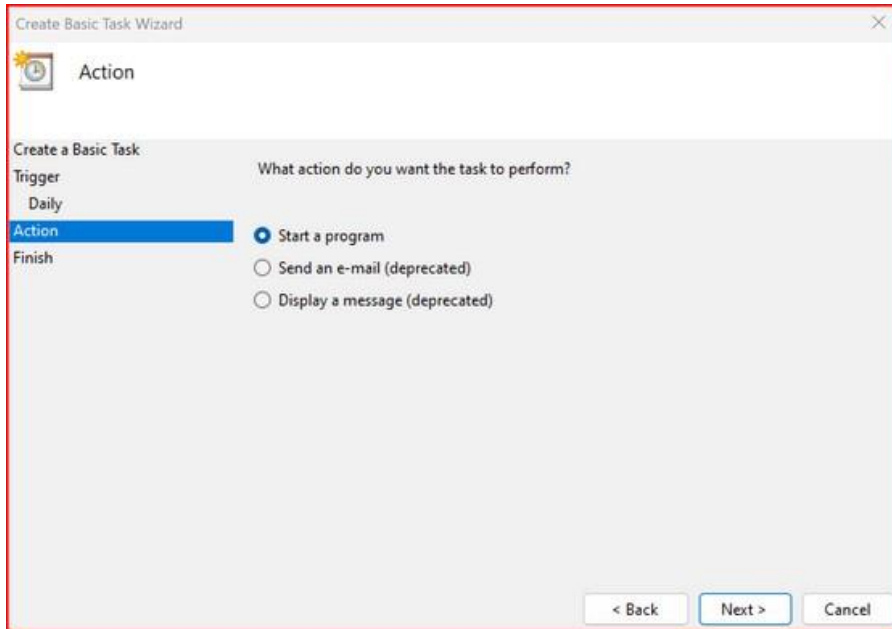 Create Basic Task Wizard
Action
Create a Basic Task
Trigger
Daily
Action
Finish
What action do you want the task to perform?
Start a program
Send an e-mail (deprecated)
Display a message (deprecated)
< Back
Next >
Cancel